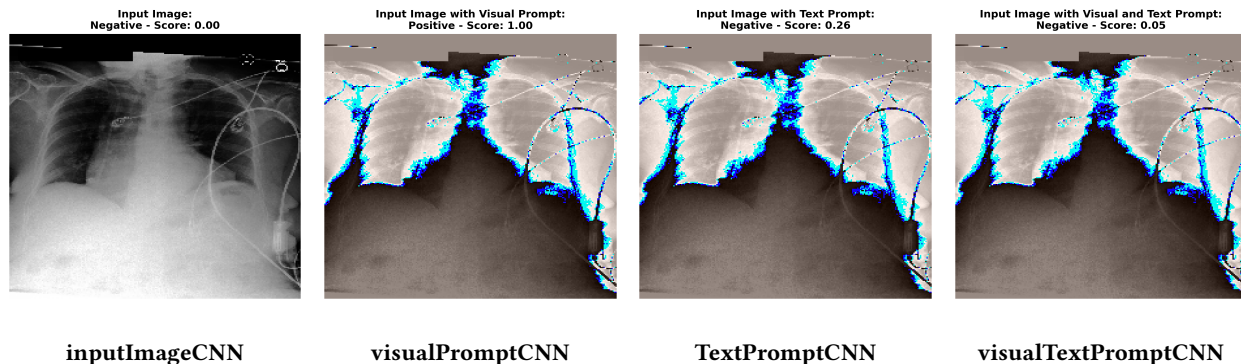 Input Image:
Negative - Score: 0.00
Input Image with Visual Prompt:
Positive - Score: 1.00
Input Image with Text Prompt:
Negative - Score: 0.26
Input Image with Visual and Text Prompt:
Negative - Score: 0.05
inputImageCNN
visualPromptCNN
TextPromptCNN
visualTextPromptCNN